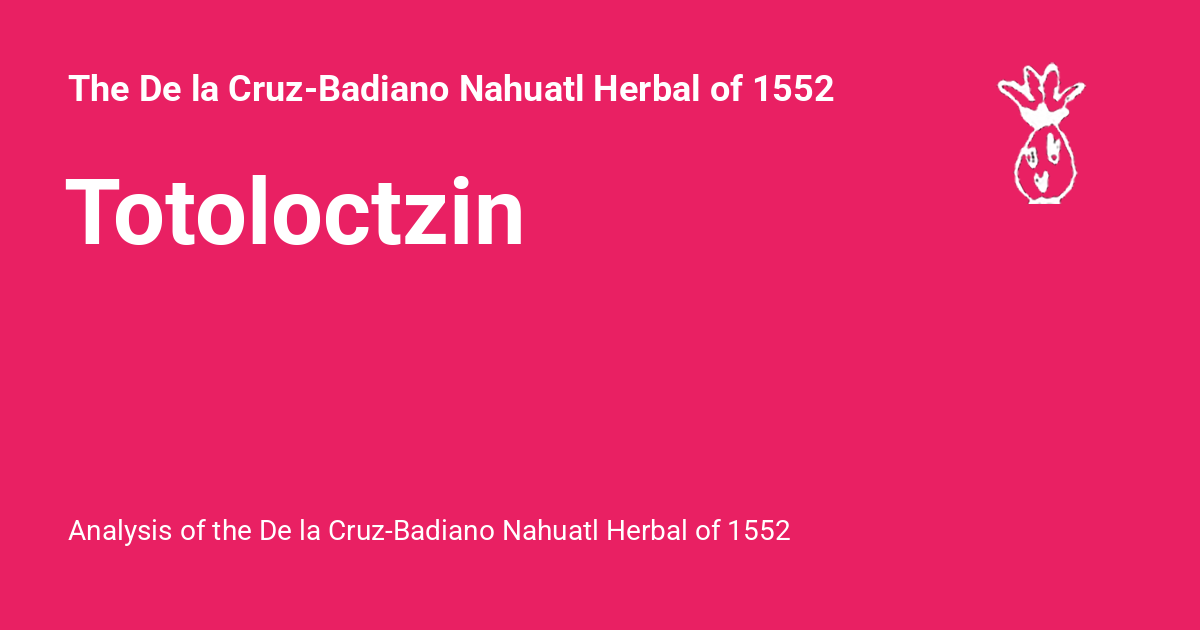 The De la Cruz-Badiano Nahuatl Herbal of 1552
Totoloctzin
Analysis of the De la Cruz-Badiano Nahuatl Herbal of 1552